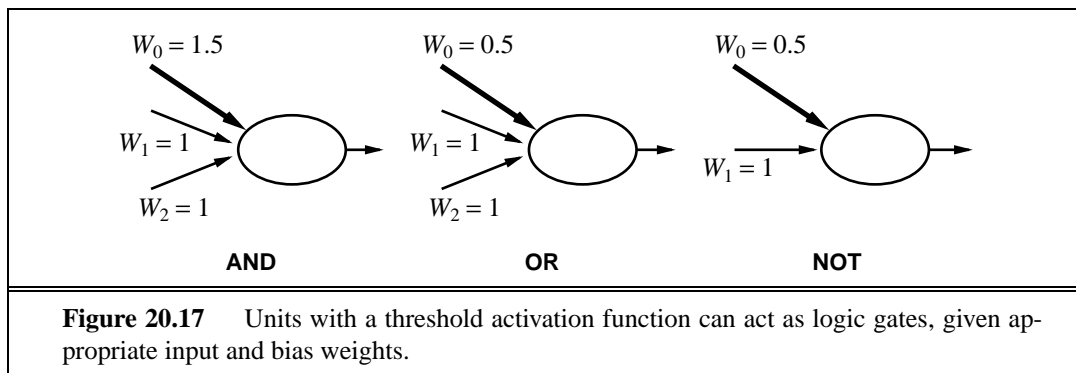 W₀ = 1.5
W₁ = 1
W₂ = 1
AND
W₀ = 0.5
W₁ = 1
W₂ = 1
OR
W₀ = 0.5
W₁ = 1
NOT
Figure 20.17 Units with a threshold activation function can act as logic gates, given ap-
propriate input and bias weights.